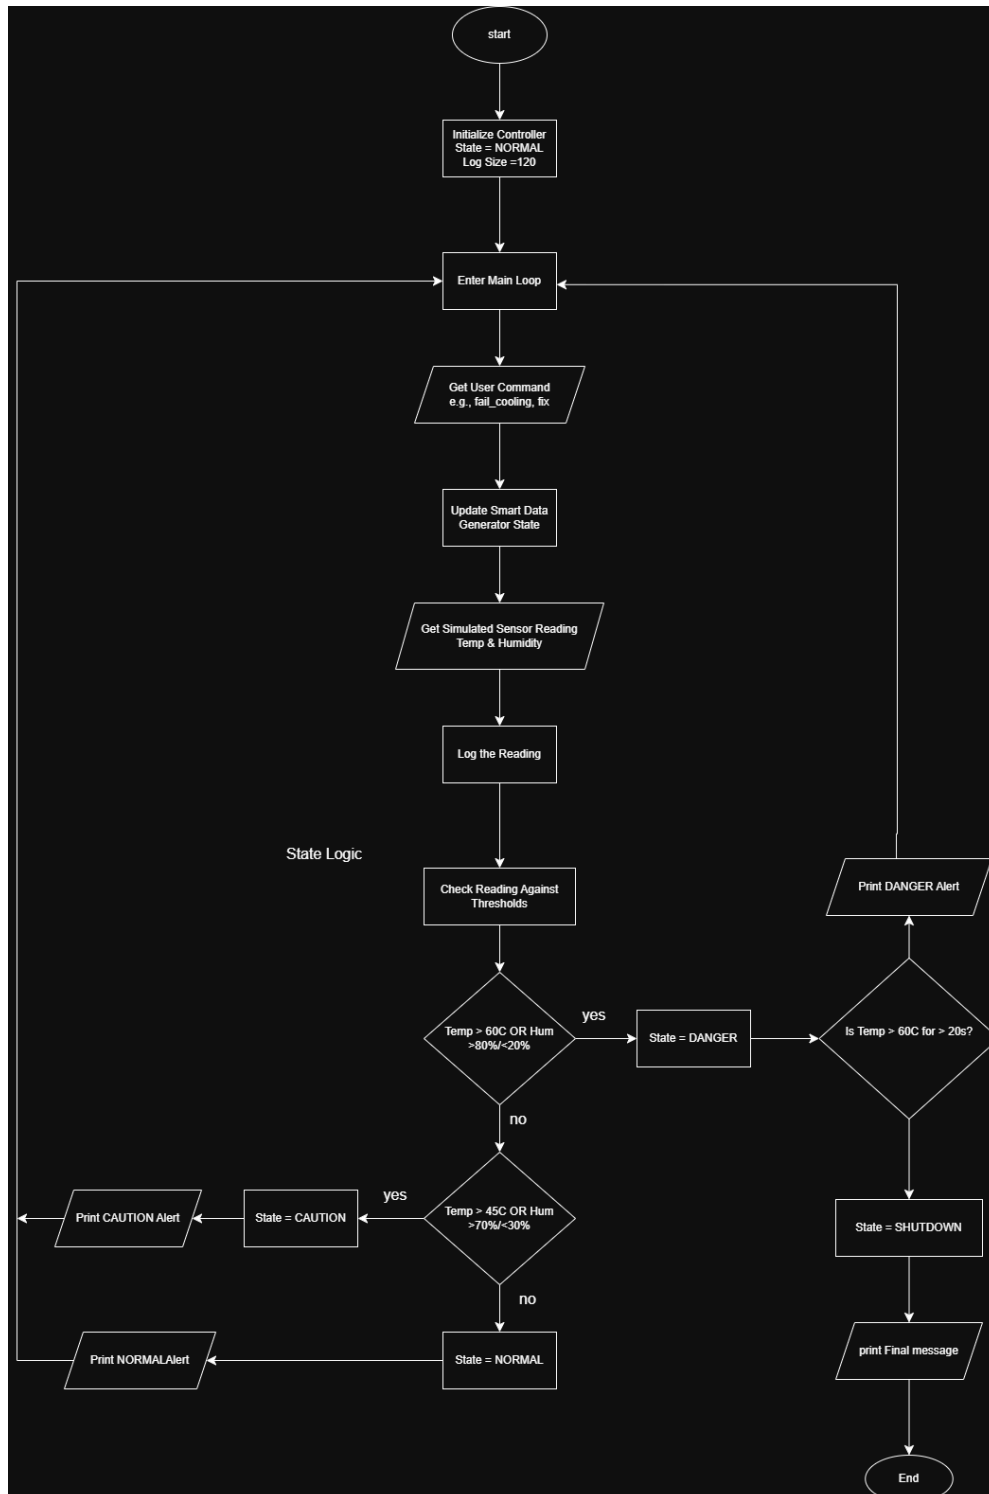 start
Initialize Controller
State = NORMAL
Log Size =120
Enter Main Loop
Get User Command
e.g., fail_cooling, fix
Update Smart Data
Generator State
Get Simulated Sensor Reading
Temp & Humidity
Log the Reading
State Logic
Check Reading Against
Thresholds
Print DANGER Alert
Temp > 60C OR Hum
>80%/<20%
yes
State = DANGER
Is Temp > 60C for > 20s?
no
Temp > 45C OR Hum
>70%/<30%
yes
State = CAUTION
Print CAUTION Alert
no
State = NORMAL
Print NORMALAlert
State = SHUTDOWN
print Final message
End